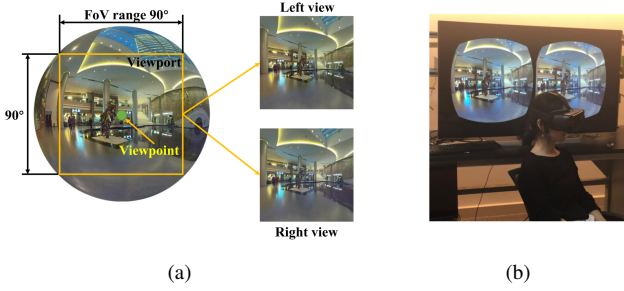 FoV range 90°
Left view
Viewport
90°
Viewpoint
Right view
(a)
(b)